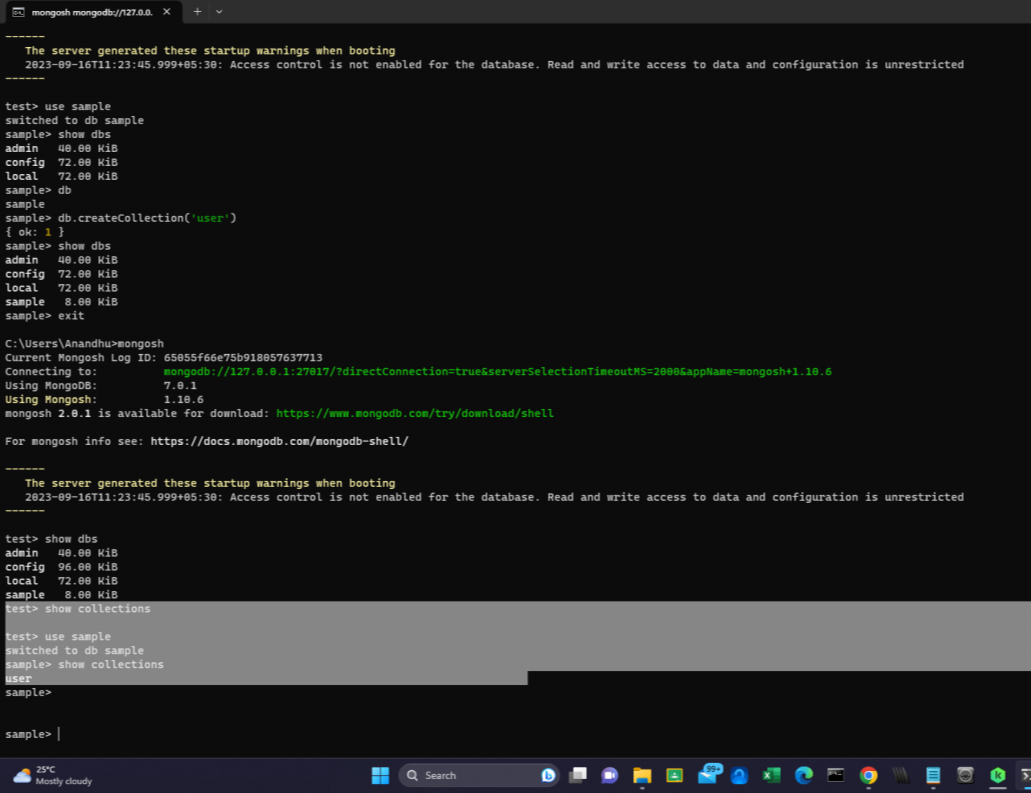 mongosh mongodb://127.0.0.
------
The server generated these startup warnings when booting
2023-09-16T11:23:45.999+05:30: Access control is not enabled for the database. Read and write access to data and configuration is unrestricted
------
test> use sample
switched to db sample
sample> show dbs
admin 40.00 KiB
config 72.00 KiB
local 72.00 KiB
sample> db
sample
sample> db.createCollection('user')
{ ok: 1 }
sample> show dbs
admin 40.00 KiB
config 72.00 KiB
local 72.00 KiB
sample 8.00 KiB
sample> exit
C:\Users\Anandhu>mongosh
Current Mongosh Log ID: 65055f66e75b918057637713
Connecting to: mongodb://127.0.0.1:27017/?directConnection=true&serverSelectionTimeoutMS=2000&appName=mongosh+1.10.6
Using MongoDB: 7.0.1
Using Mongosh: 1.10.6
mongosh 2.0.1 is available for download: https://www.mongodb.com/try/download/shell
For mongosh info see: https://docs.mongodb.com/mongodb-shell/
------
The server generated these startup warnings when booting
2023-09-16T11:23:45.999+05:30: Access control is not enabled for the database. Read and write access to data and configuration is unrestricted
------
test> show dbs
admin 40.00 KiB
config 96.00 KiB
local 72.00 KiB
sample 8.00 KiB
test> show collections
test> use sample
switched to db sample
sample> show collections
user
sample>
sample>
25°C
Mostly cloudy
Search
99+